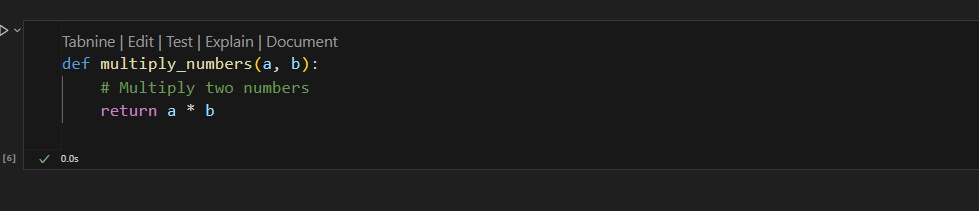 Tabnine | Edit | Test | Explain | Document
def multiply_numbers(a, b):
    # Multiply two numbers
    return a * b
[6] ✓ 0.0s